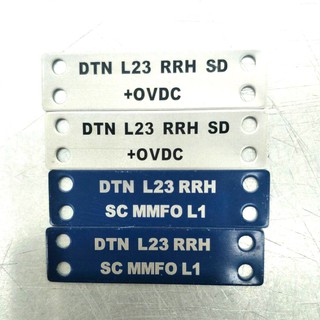 DTN L23 RRH SD
+OVDC
DTN L23 RRH SD
+OVDC
DTN L23 RRH
SC MMFO L1
DTN L23 RRH
SC MMFO L1